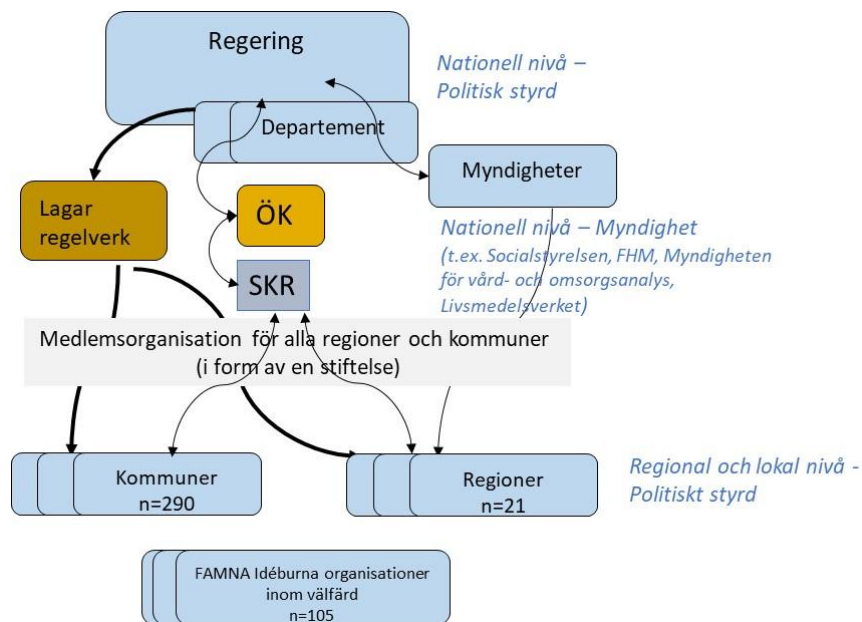 Regering
Nationell nivå –
Politisk styrd
Departement
Myndigheter
Lagar
regelverk
ÖK
Nationell nivå – Myndighet
(t.ex. Socialstyrelsen, FHM, Myndigheten
för vård- och omsorgsanalys,
Livsmedelsverket)
SKR
Medlemsorganisation för alla regioner och kommuner
(i form av en stiftelse)
Kommuner
n=290
Regioner
n=21
Regional och lokal nivå -
Politiskt styrd
FAMNA Idéburna organisationer
inom välfärd
n=105